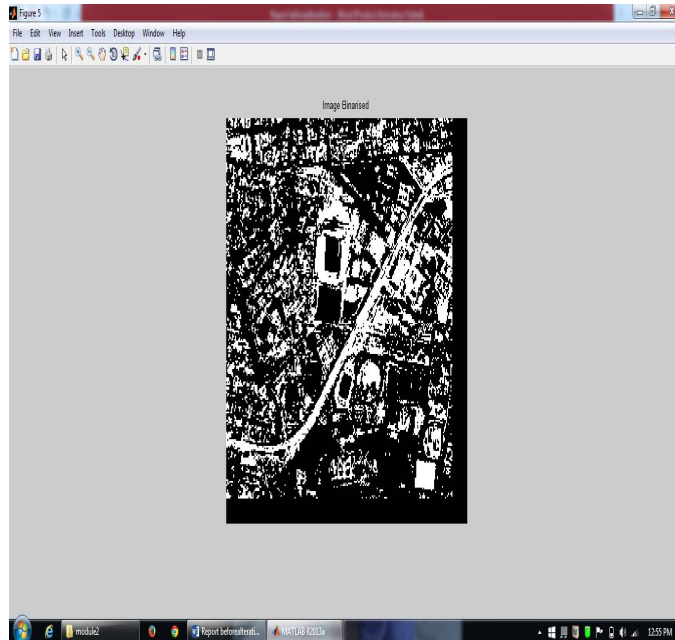 Figure 5
File Edit View Insert Tools Desktop Window Help
Image Binarised
module2
Report beforealterati...
MATLAB R2013a
12:55 PM